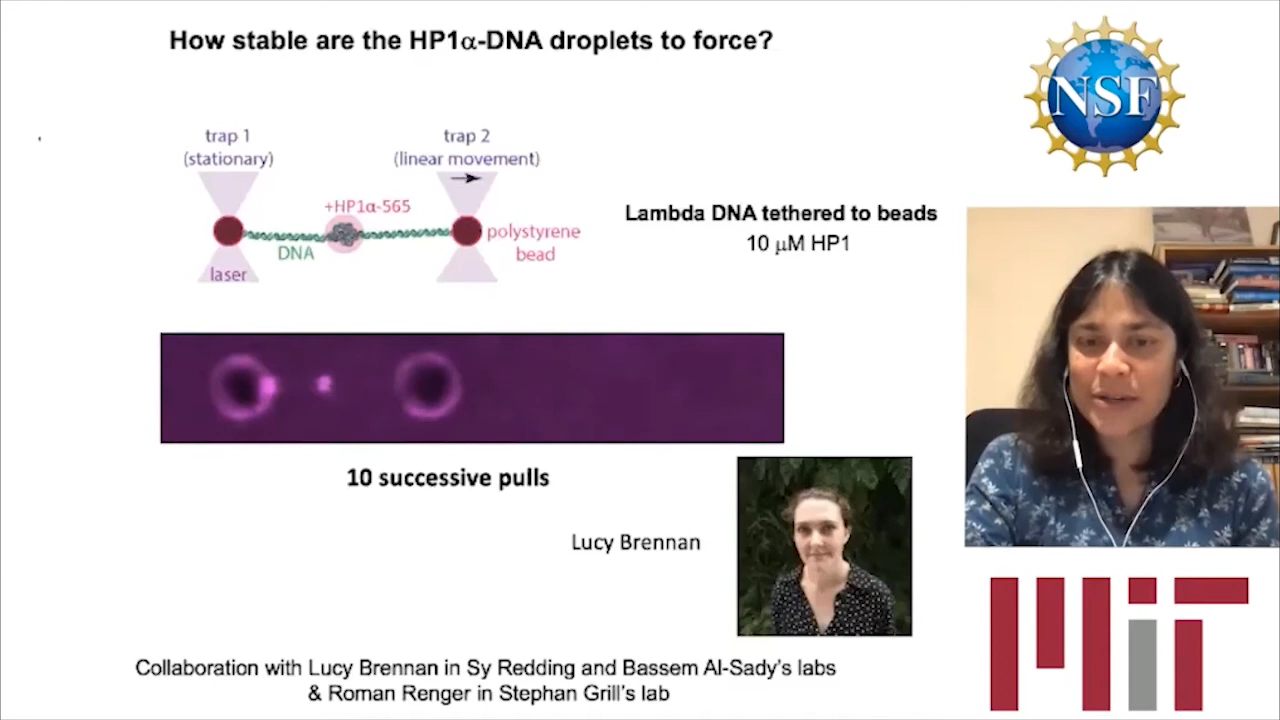 How stable are the HP1α-DNA droplets to force?
NSF
trap 1
(stationary)
trap 2
(linear movement)
+HP1α-565
DNA
polystyrene
bead
laser
Lambda DNA tethered to beads
10 μM HP1
10 successive pulls
Lucy Brennan
Collaboration with Lucy Brennan in Sy Redding and Bassem Al-Sady's labs
& Roman Renger in Stephan Grill's lab
MIT